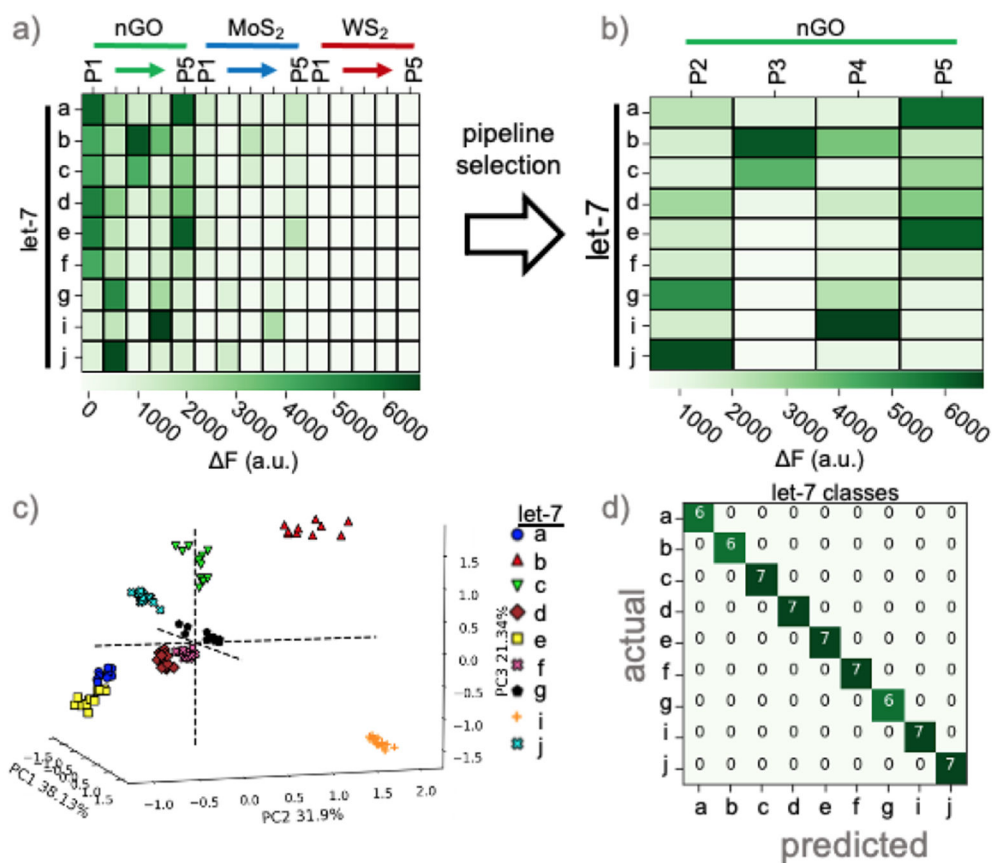 a)
nGO MoS₂ WS₂
P1 P5 P1 P5 P1 P5
let-7
a
b
c
d
e
f
g
i
j
0 1000 2000 3000 4000 5000 6000
ΔF (a.u.)
pipeline
selection
b)
nGO
P2 P3 P4 P5
let-7
a
b
c
d
e
f
g
i
j
1000 2000 3000 4000 5000 6000
ΔF (a.u.)
c)
let-7
a
b
c
d
e
f
g
i
j
1.5
1.0
0.5
0.0
−0.5
−1.0
−1.5
PC3 21.34%
−1.0 −0.5 0.0 0.5 1.0 1.5 2.0
PC2 31.9%
PC1 38.13%
d)
let-7 classes
actual
a 6 0 0 0 0 0 0 0 0
b 0 6 0 0 0 0 0 0 0
c 0 0 7 0 0 0 0 0 0
d 0 0 0 7 0 0 0 0 0
e 0 0 0 0 7 0 0 0 0
f 0 0 0 0 0 7 0 0 0
g 0 0 0 0 0 0 6 0 0
i 0 0 0 0 0 0 0 7 0
j 0 0 0 0 0 0 0 0 7
a b c d e f g i j
predicted